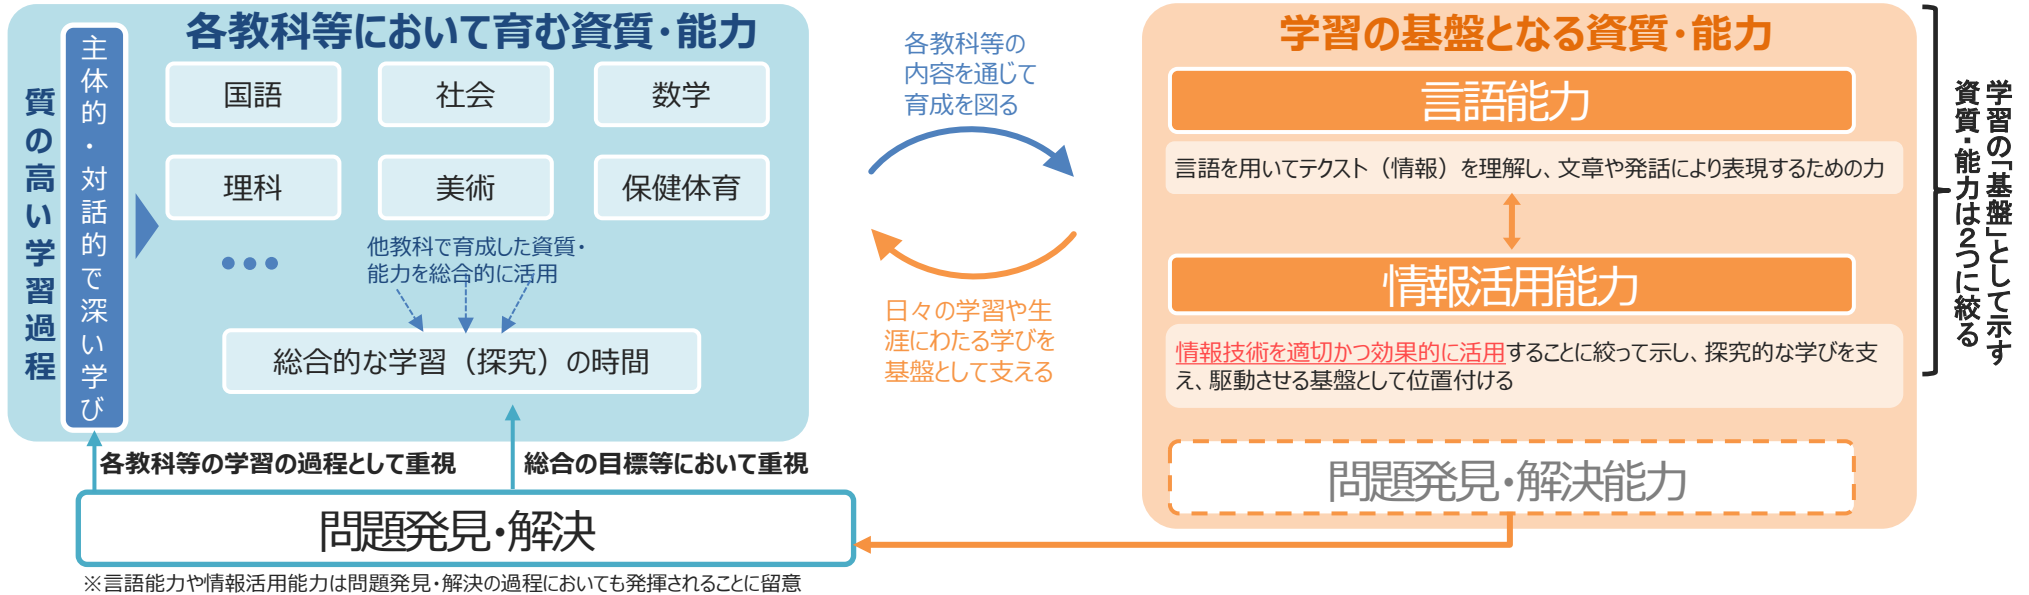 各教科等において育む資質・能力
質の高い学習過程
主体的・対話的で深い学び
国語
社会
数学
理科
美術
保健体育
•••
他教科で育成した資質・
能力を総合的に活用
総合的な学習（探究）の時間
各教科等の学習の過程として重視
総合の目標等において重視
問題発見・解決
※言語能力や情報活用能力は問題発見・解決の過程においても発揮されることに留意
各教科等の
内容を通じて
育成を図る
日々の学習や生
涯にわたる学びを
基盤として支える
学習の基盤となる資質・能力
言語能力
言語を用いてテクスト（情報）を理解し、文章や発話により表現するための力
情報活用能力
情報技術を適切かつ効果的に活用することに絞って示し、探究的な学びを支
え、駆動させる基盤として位置付ける
問題発見・解決能力
学習の「基盤」として示す
資質・能力は２つに絞る